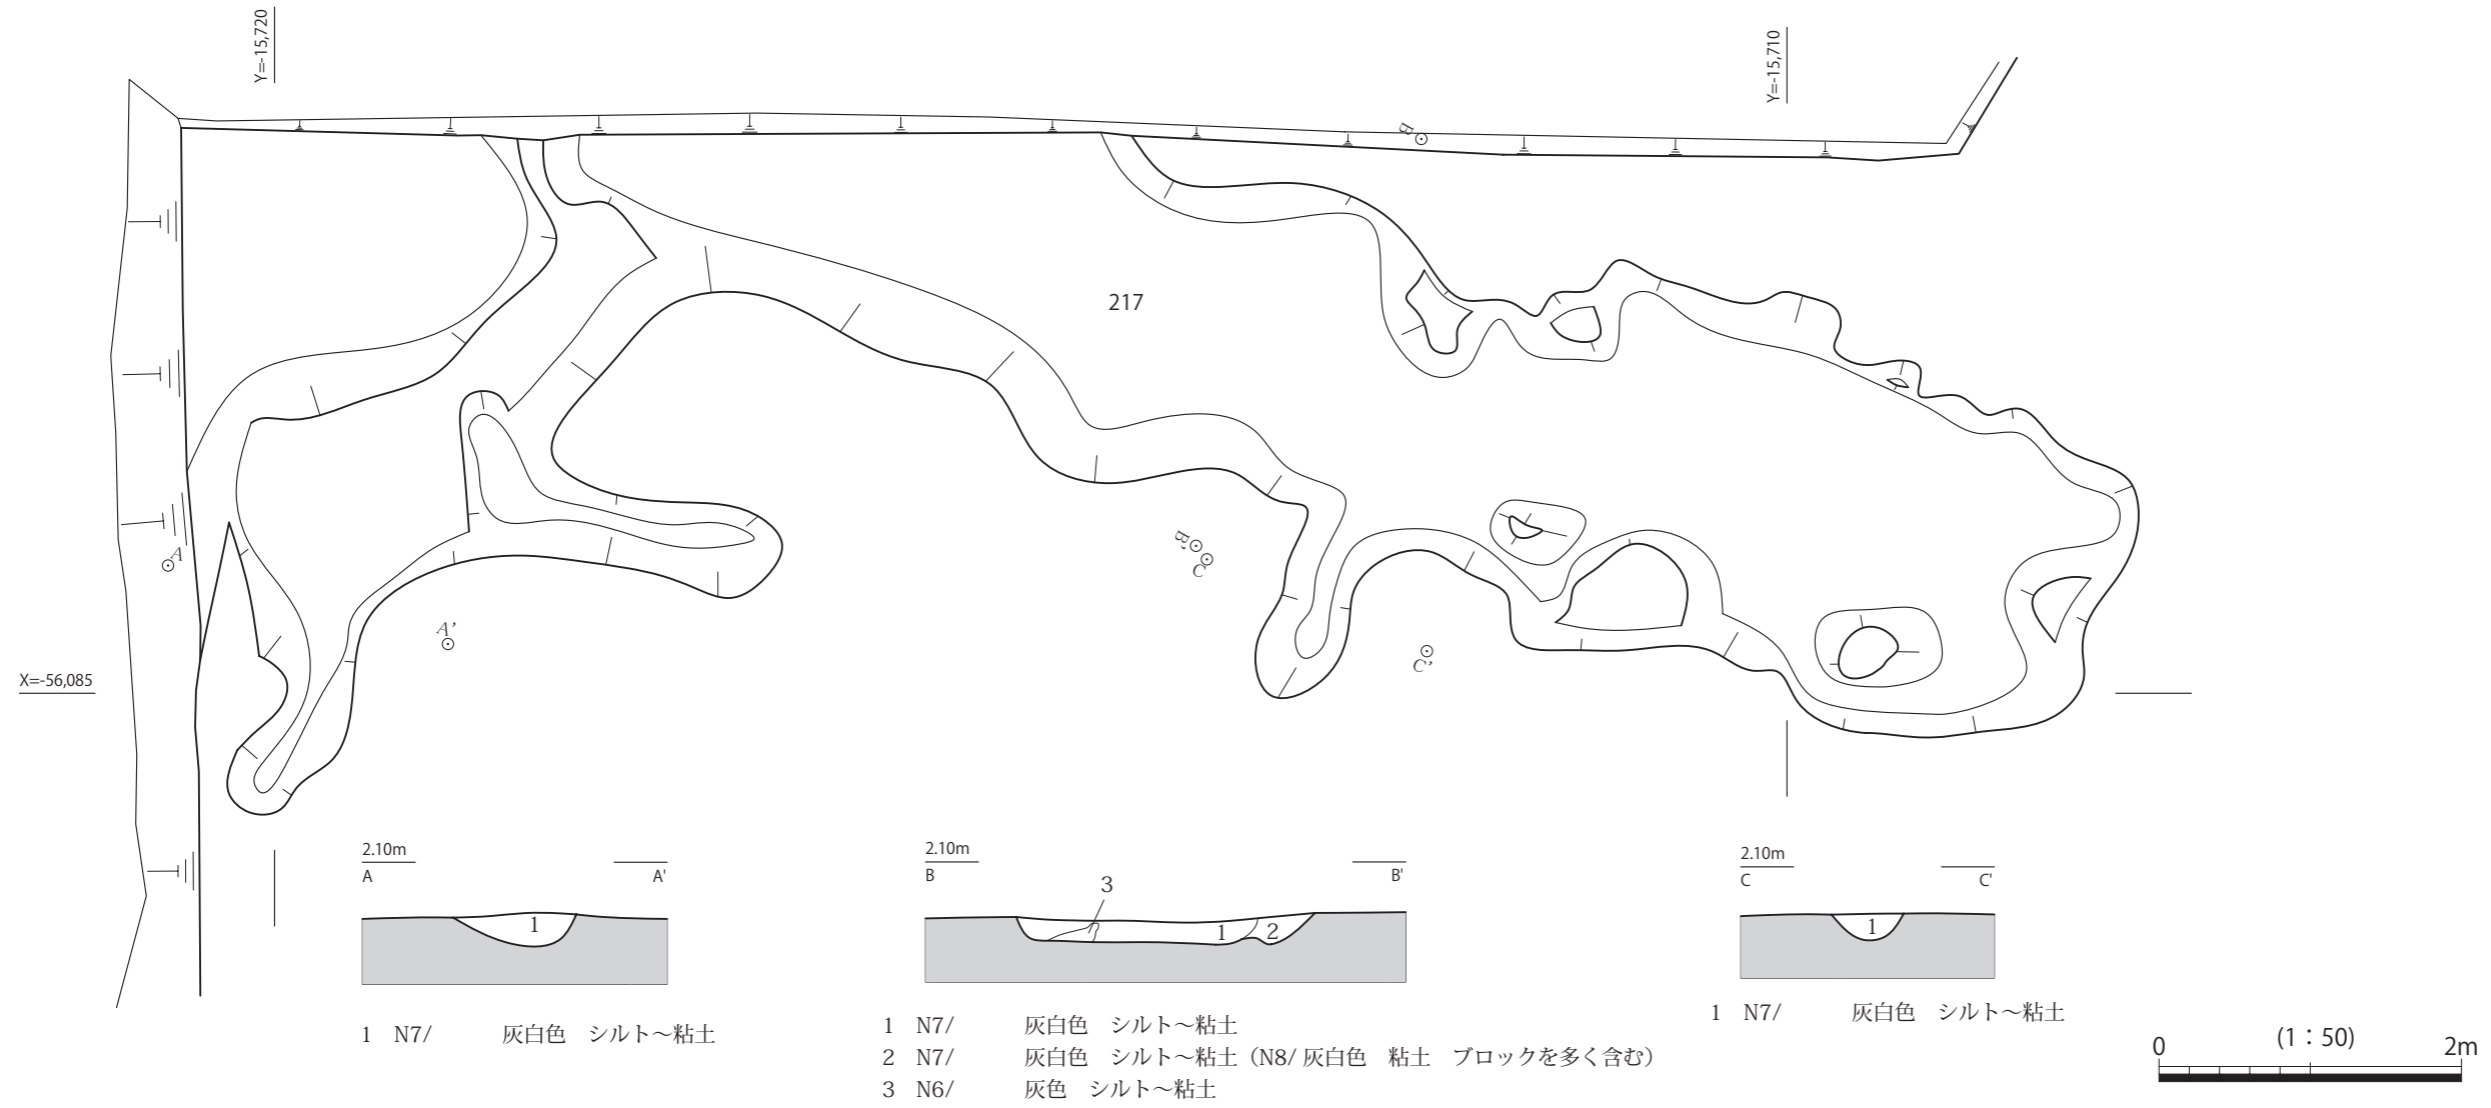 Y=-15,720
Y=-15,710
B
217
A
B'
C
A'
C'
X=-56,085
2.10m
A A'
1
1 N7/ 灰白色 シルト～粘土
2.10m
B B'
3
1 2
1 N7/ 灰白色 シルト～粘土
2 N7/ 灰白色 シルト～粘土（N8/ 灰白色 粘土 ブロックを多く含む）
3 N6/ 灰色 シルト～粘土
2.10m
C C'
1
1 N7/ 灰白色 シルト～粘土
(1：50)
0 2m